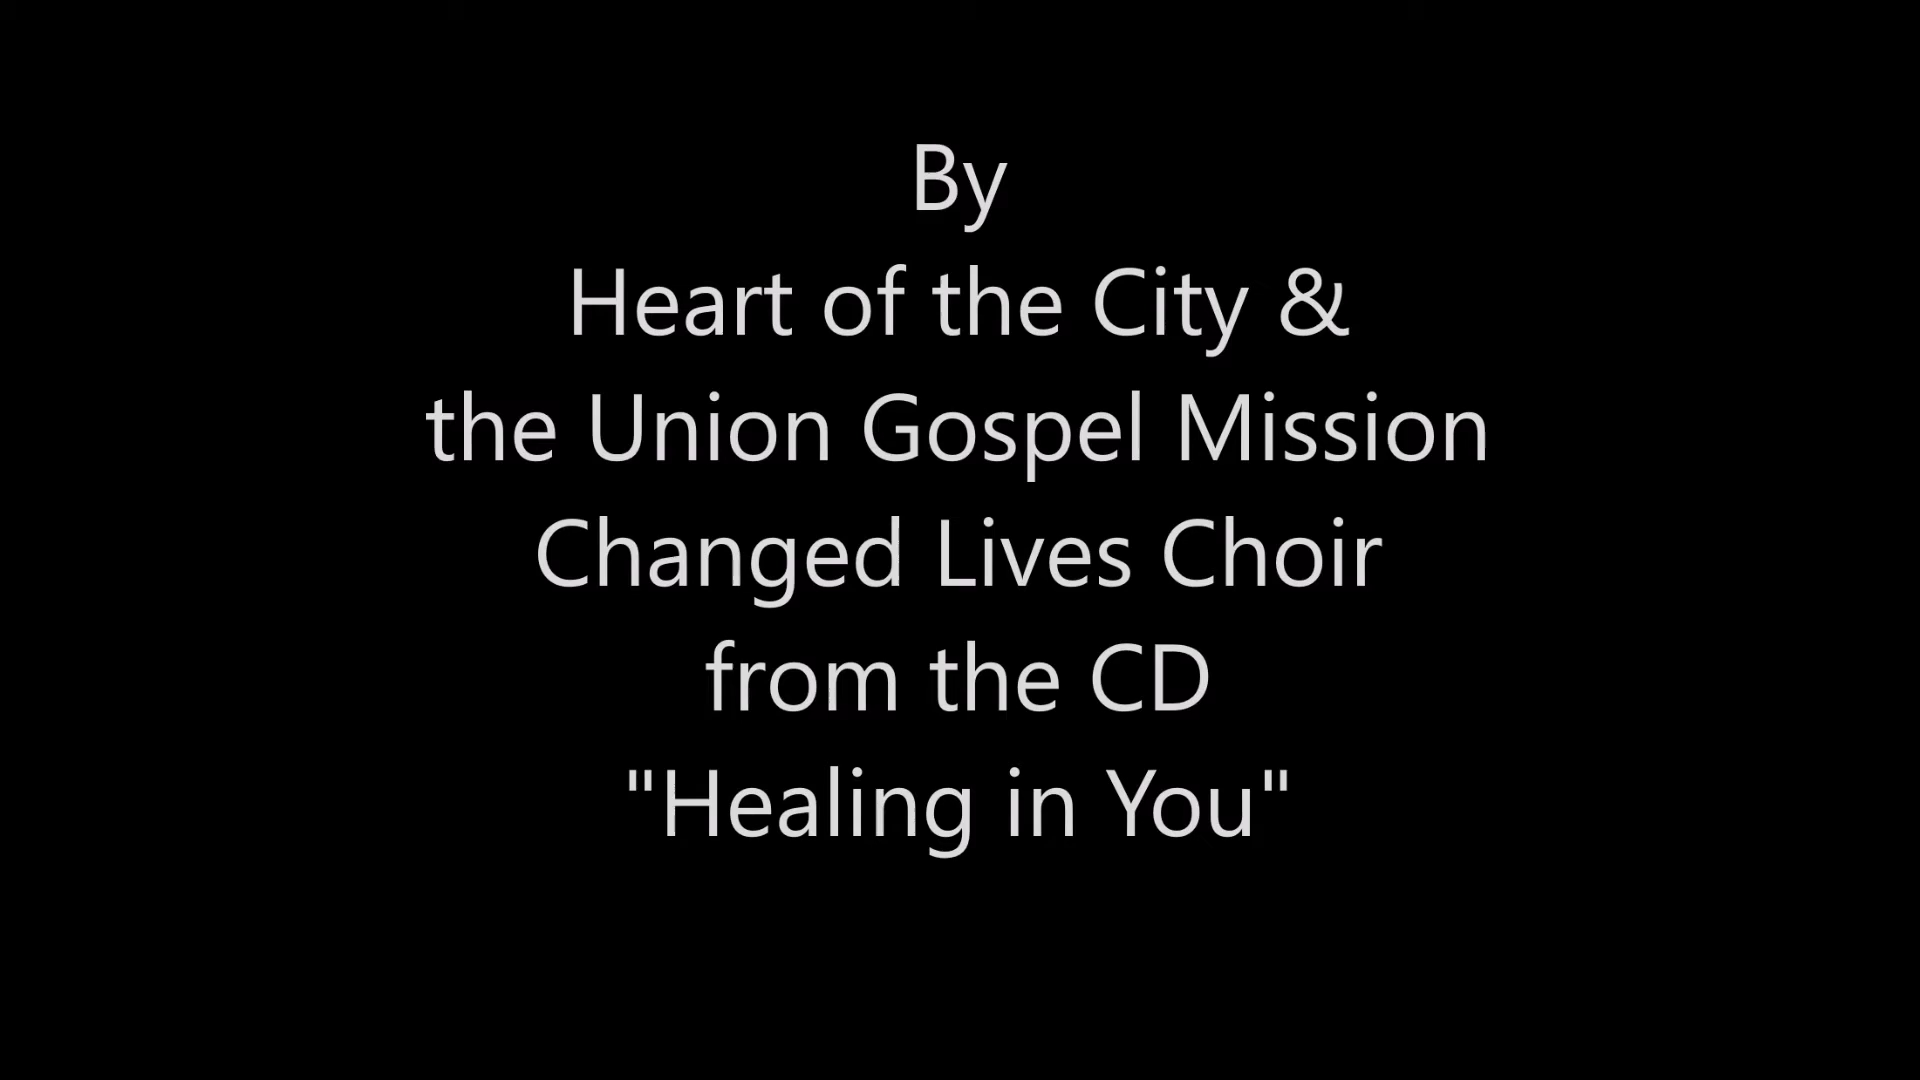 By
Heart of the City &
the Union Gospel Mission
Changed Lives Choir
from the CD
"Healing in You"